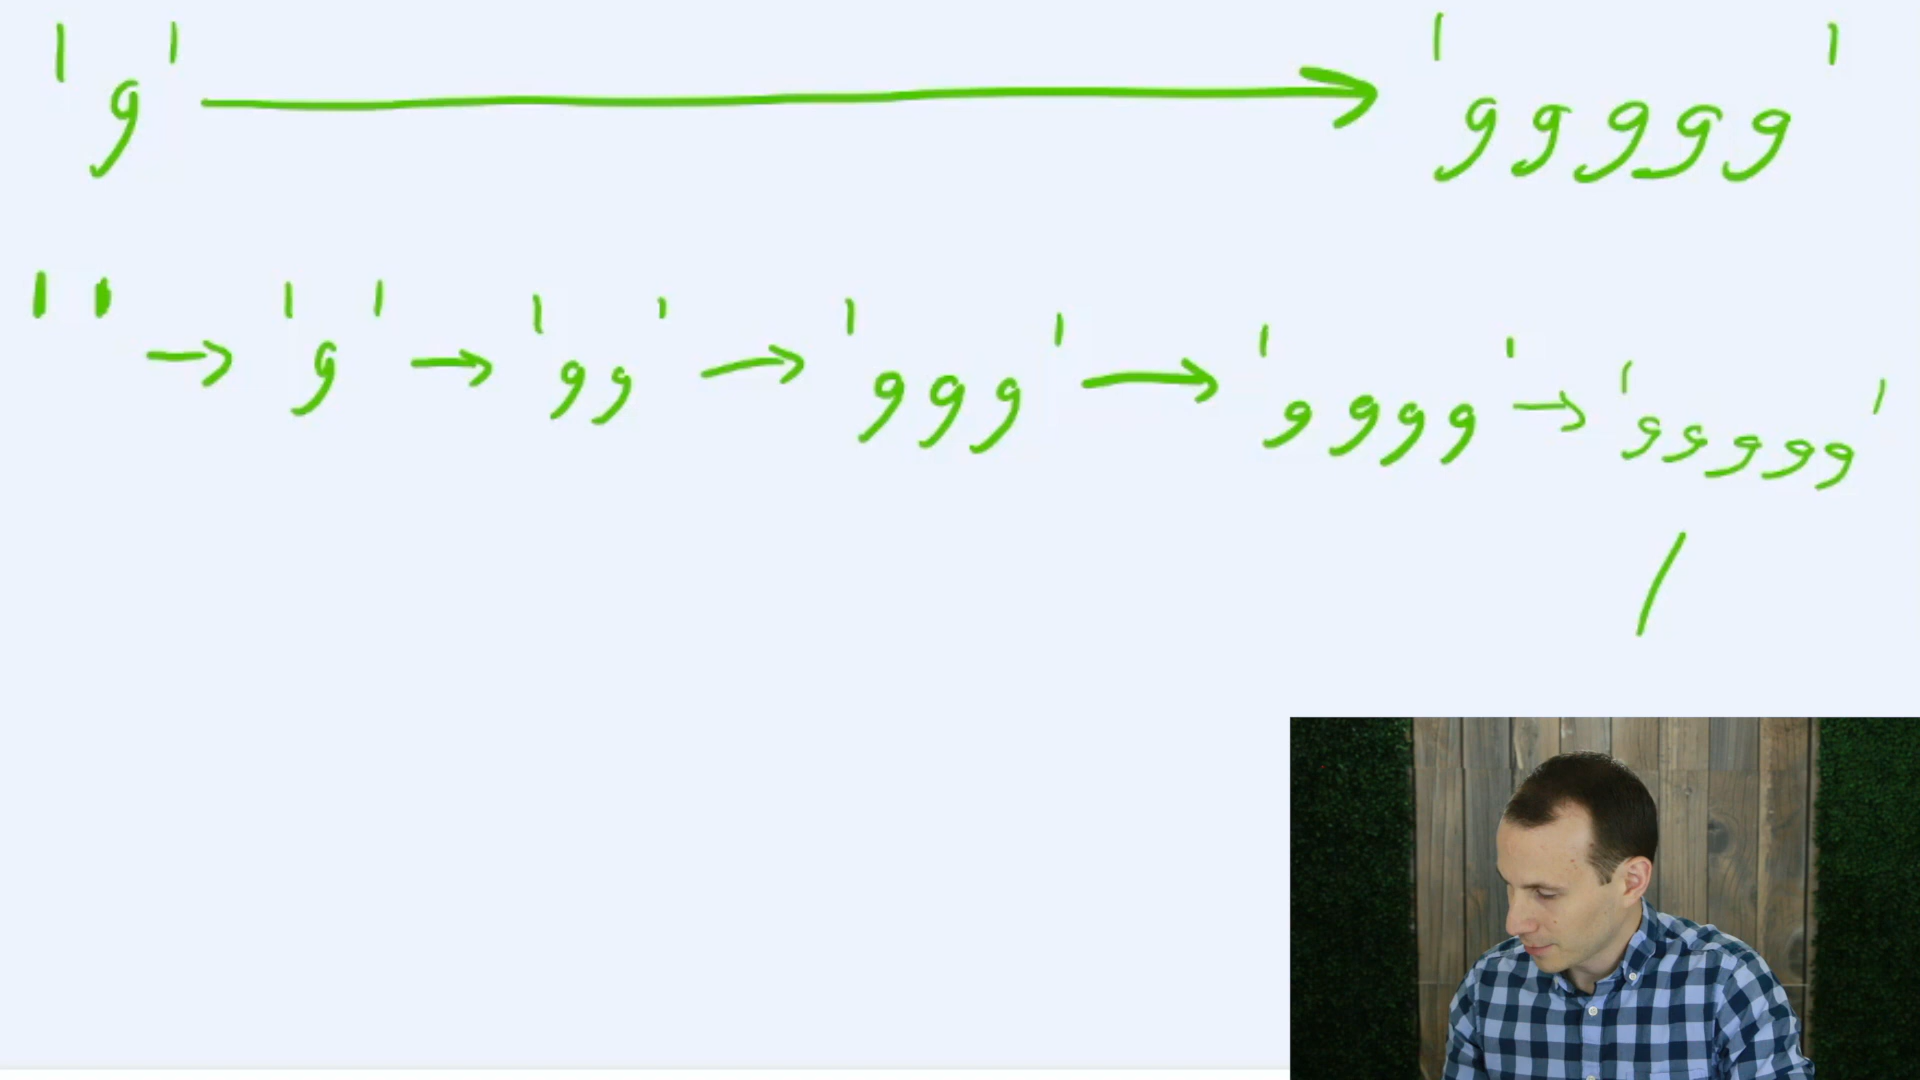 'g' → 'ggggg'
'' → 'g' → 'gg' → 'ggg' → 'gggg' → 'ggggg'
/